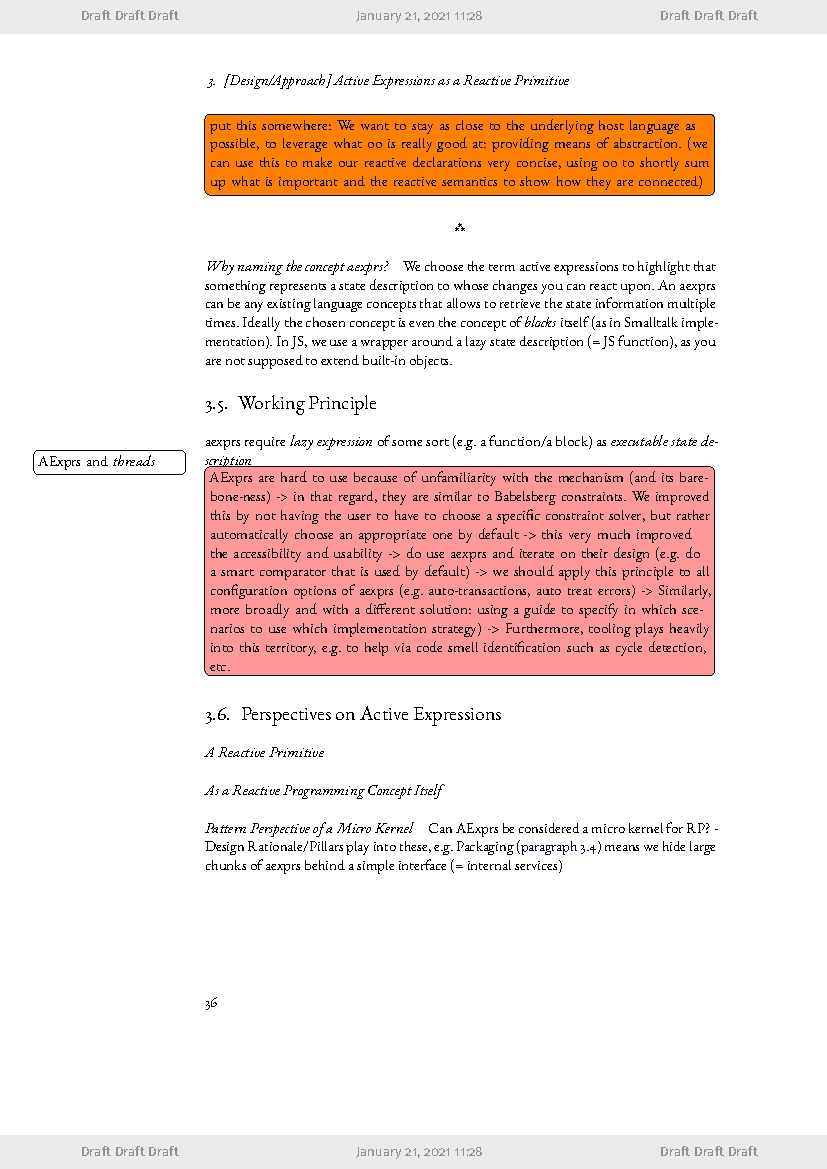 Draft Draft Draft January 21, 2021 11:28 Draft Draft Draft
3. [Design/Approach] Active Expressions as a Reactive Primitive
put this somewhere: We want to stay as close to the underlying host language as
possible, to leverage what oo is really good at: providing means of abstraction. (we
can use this to make our reactive declarations very concise, using oo to shortly sum
up what is important and the reactive semantics to show how they are connected)
⁂
Why naming the concept aexprs? We choose the term active expressions to highlight that
something represents a state description to whose changes you can react upon. An aexprs
can be any existing language concepts that allows to retrieve the state information multiple
times. Ideally the chosen concept is even the concept of blocks itself (as in Smalltalk imple-
mentation). In JS, we use a wrapper around a lazy state description (= JS function), as you
are not supposed to extend built-in objects.
3.5. Working Principle
aexprs require lazy expression of some sort (e.g. a function/a block) as executable state de-
scription
AExprs and threads
AExprs are hard to use because of unfamiliarity with the mechanism (and its bare-
bone-ness) -> in that regard, they are similar to Babelsberg constraints. We improved
this by not having the user to have to choose a specific constraint solver, but rather
automatically choose an appropriate one by default -> this very much improved
the accessibility and usability -> do use aexprs and iterate on their design (e.g. do
a smart comparator that is used by default) -> we should apply this principle to all
configuration options of aexprs (e.g. auto-transactions, auto treat errors) -> Similarly,
more broadly and with a different solution: using a guide to specify in which sce-
narios to use which implementation strategy) -> Furthermore, tooling plays heavily
into this territory, e.g. to help via code smell identification such as cycle detection,
etc.
3.6. Perspectives on Active Expressions
A Reactive Primitive
As a Reactive Programming Concept Itself
Pattern Perspective of a Micro Kernel Can AExprs be considered a micro kernel for RP? -
Design Rationale/Pillars play into these, e.g. Packaging (paragraph 3.4) means we hide large
chunks of aexprs behind a simple interface (= internal services)
36
Draft Draft Draft January 21, 2021 11:28 Draft Draft Draft